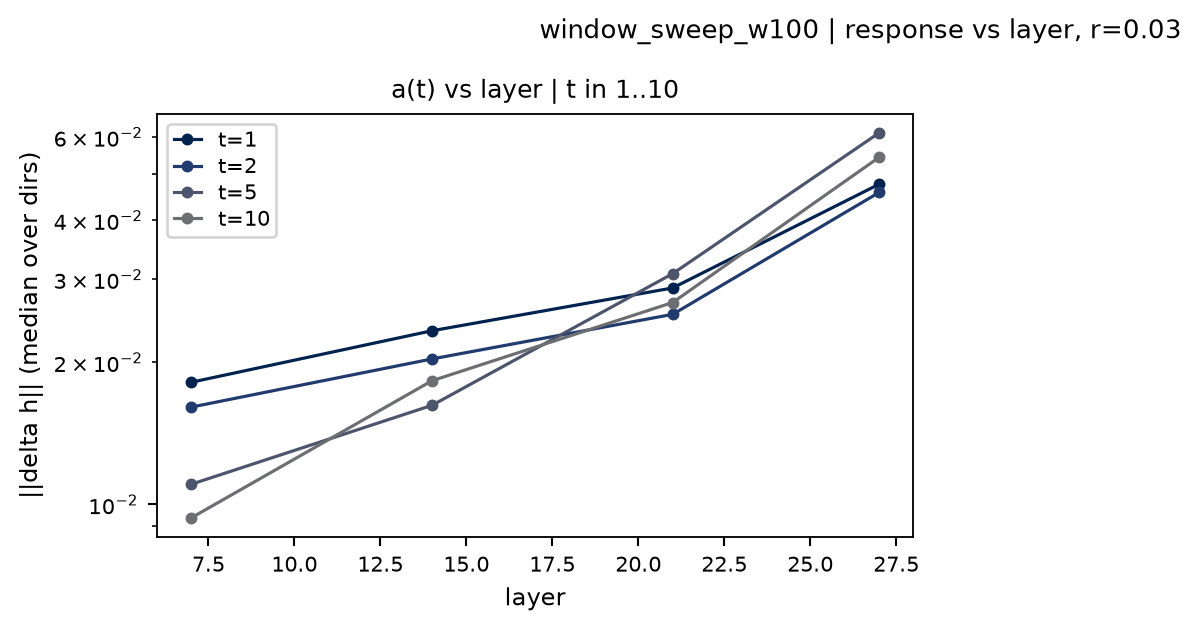 window_sweep_w100 | response vs layer, r=0.03
a(t) vs layer | t in 1..10
||delta h|| (median over dirs)
6 × 10⁻²
4 × 10⁻²
3 × 10⁻²
2 × 10⁻²
10⁻²
t=1
t=2
t=5
t=10
7.5 10.0 12.5 15.0 17.5 20.0 22.5 25.0 27.5
layer